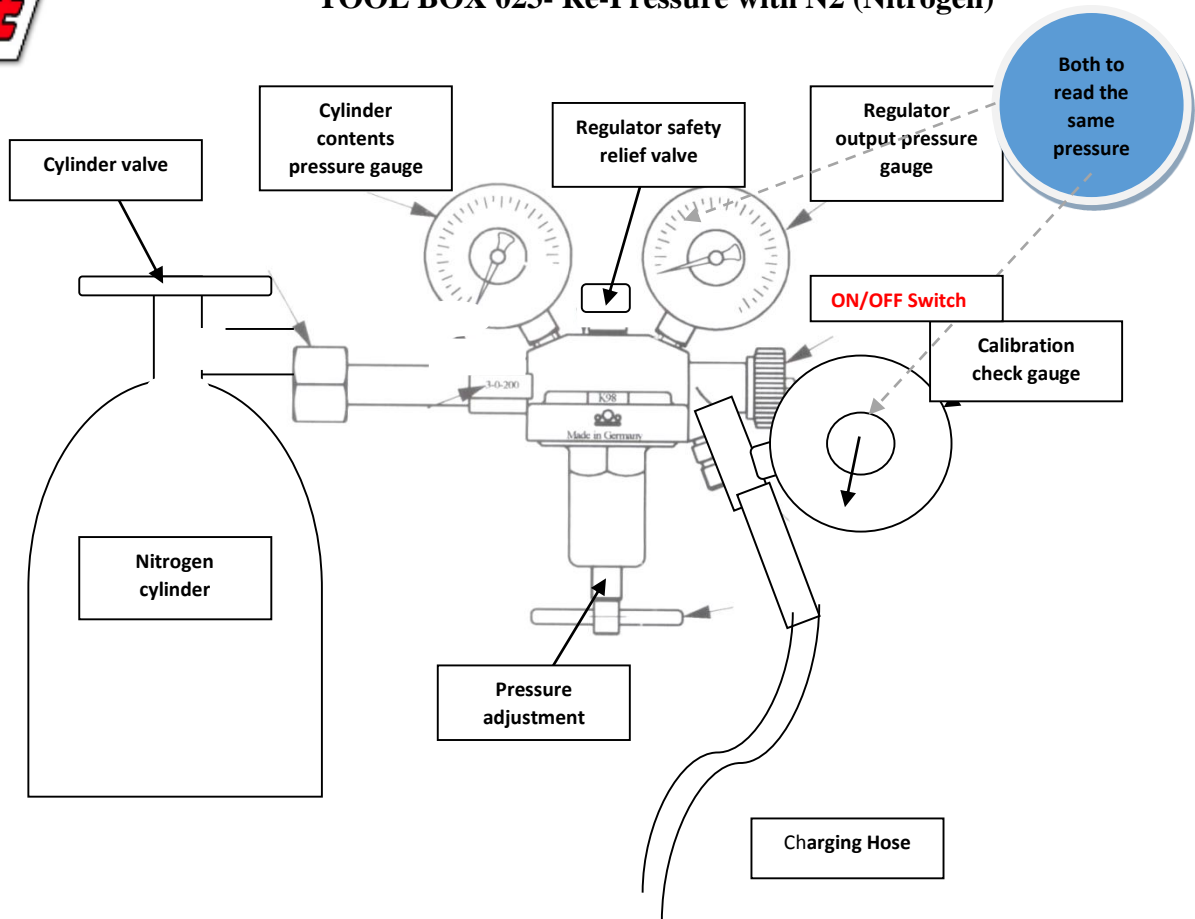 TOOL BOX 025- Re-Pressure with N2 (Nitrogen)
Both to
read the
same
pressure
Cylinder
contents
pressure gauge
Regulator safety
relief valve
Regulator
output pressure
gauge
Cylinder valve
ON/OFF Switch
Calibration
check gauge
3-0-200
K98
Made in Germany
Nitrogen
cylinder
Pressure
adjustment
Charging Hose